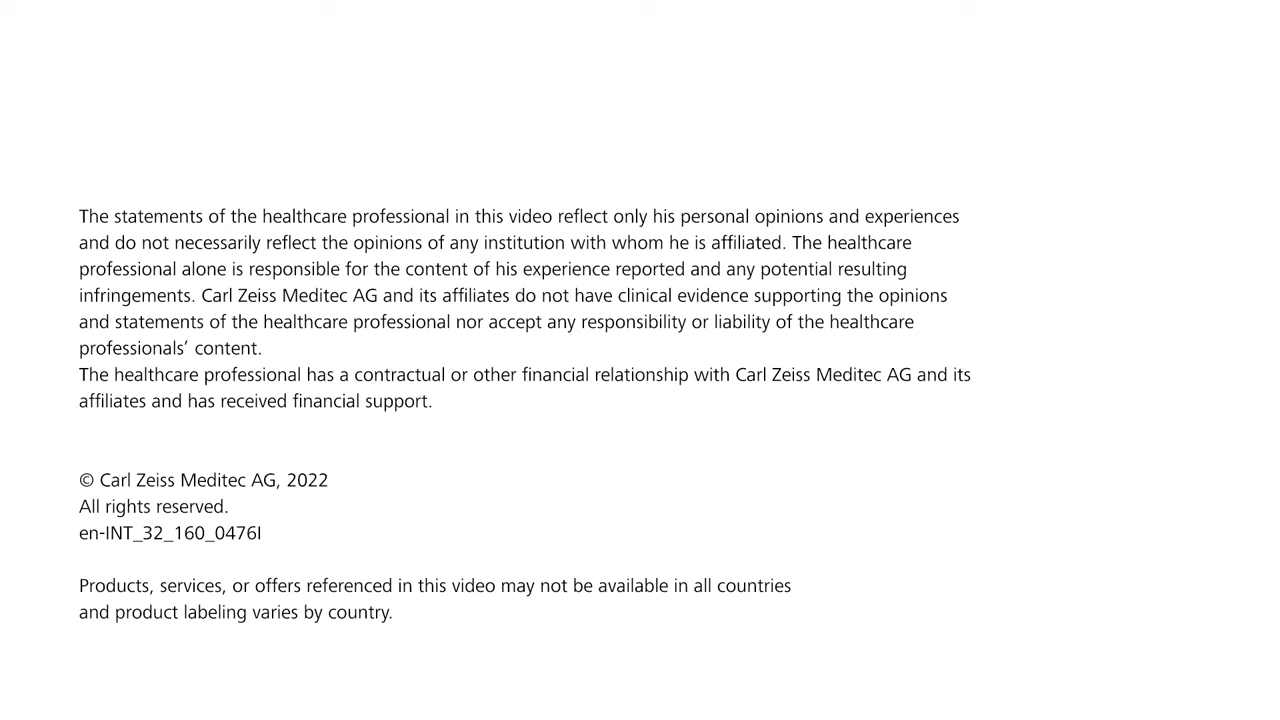 The statements of the healthcare professional in this video reflect only his personal opinions and experiences
and do not necessarily reflect the opinions of any institution with whom he is affiliated. The healthcare
professional alone is responsible for the content of his experience reported and any potential resulting
infringements. Carl Zeiss Meditec AG and its affiliates do not have clinical evidence supporting the opinions
and statements of the healthcare professional nor accept any responsibility or liability of the healthcare
professionals’ content.
The healthcare professional has a contractual or other financial relationship with Carl Zeiss Meditec AG and its
affiliates and has received financial support.
© Carl Zeiss Meditec AG, 2022
All rights reserved.
en-INT_32_160_0476I
Products, services, or offers referenced in this video may not be available in all countries
and product labeling varies by country.